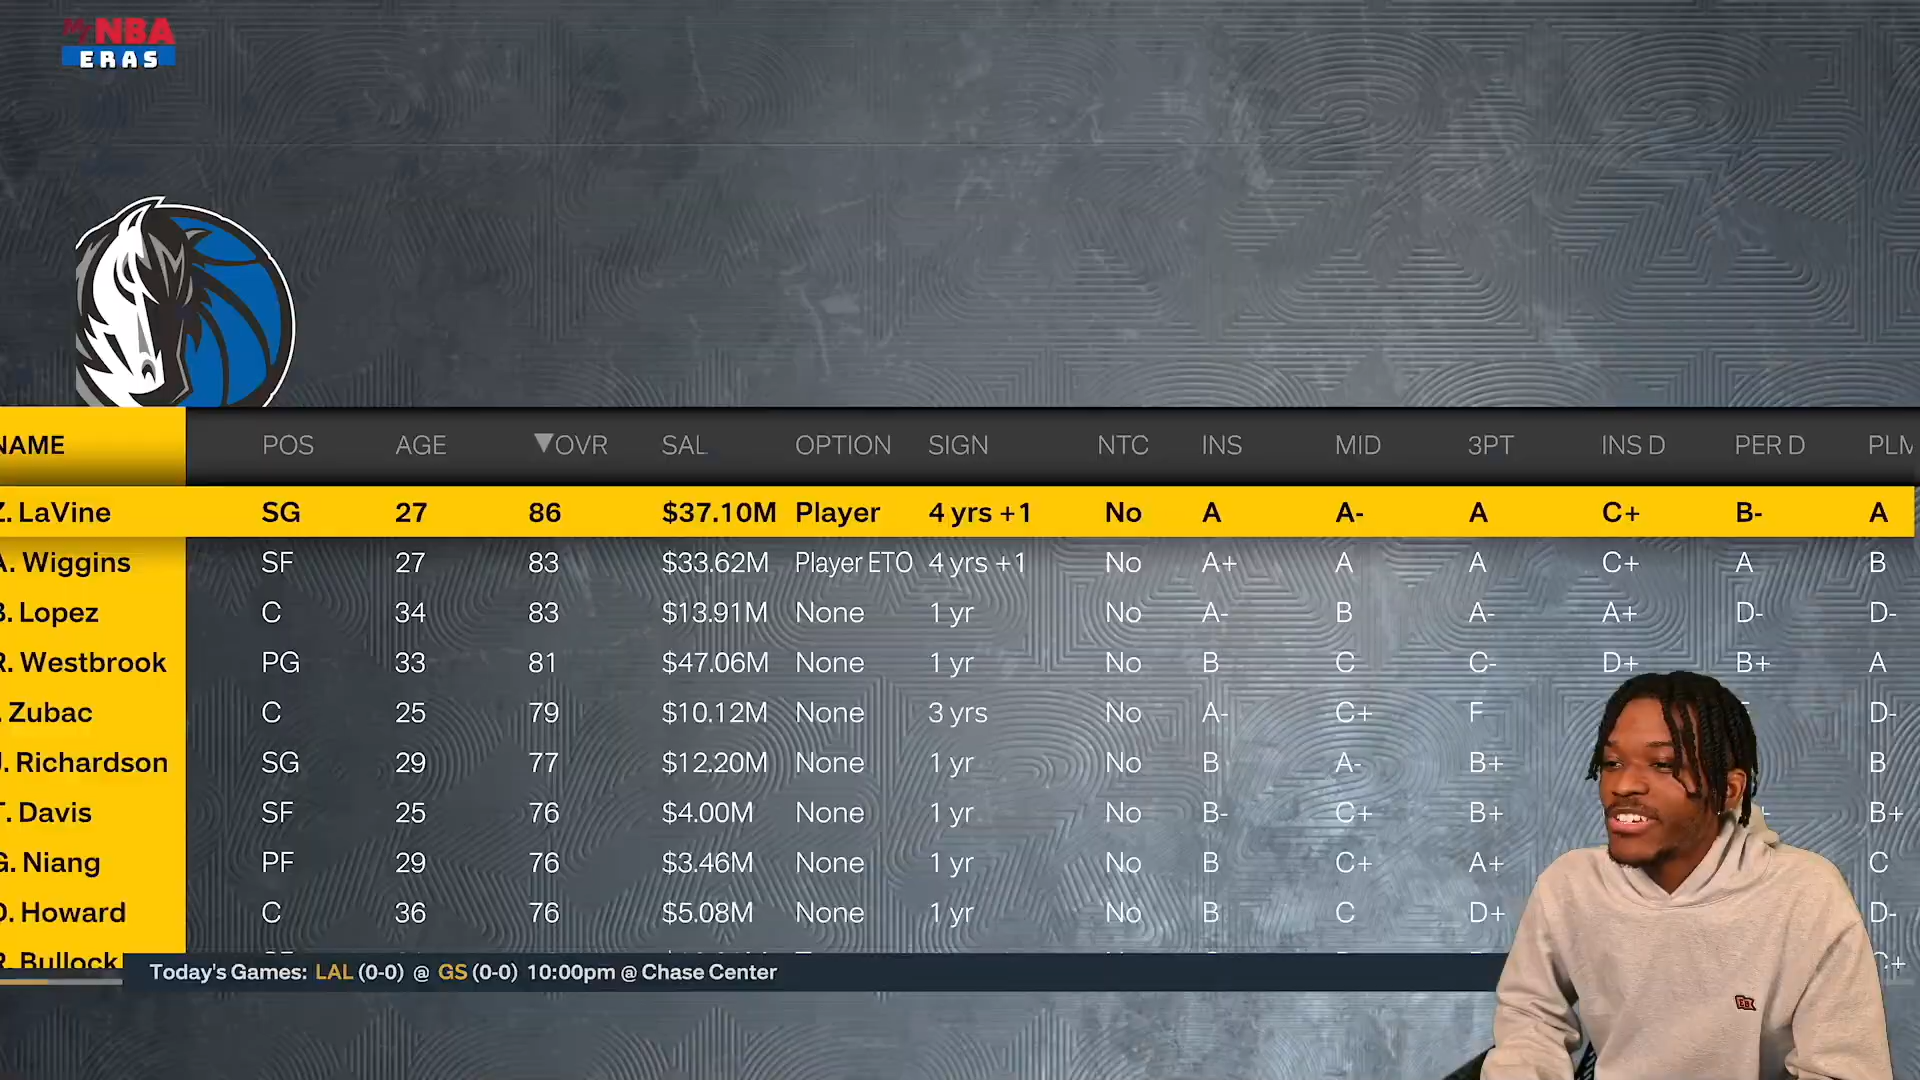 My NBA
ERAS
NAME POS AGE ▼OVR SAL OPTION SIGN NTC INS MID 3PT INS D PER D PLM
Z. LaVine SG 27 86 $37.10M Player 4 yrs +1 No A A- A C+ B- A
A. Wiggins SF 27 83 $33.62M Player ETO 4 yrs +1 No A+ A A C+ A B
B. Lopez C 34 83 $13.91M None 1 yr No A- B A- A+ D- D-
R. Westbrook PG 33 81 $47.06M None 1 yr No B C C- D+ B+ A
. Zubac C 25 79 $10.12M None 3 yrs No A- C+ F D-
J. Richardson SG 29 77 $12.20M None 1 yr No B A- B+ B
T. Davis SF 25 76 $4.00M None 1 yr No B- C+ B+ B+
G. Niang PF 29 76 $3.46M None 1 yr No B C+ A+ C
D. Howard C 36 76 $5.08M None 1 yr No B C D+ D-
R. Bullock C+
Today's Games: LAL (0-0) @ GS (0-0) 10:00pm @ Chase Center
EB